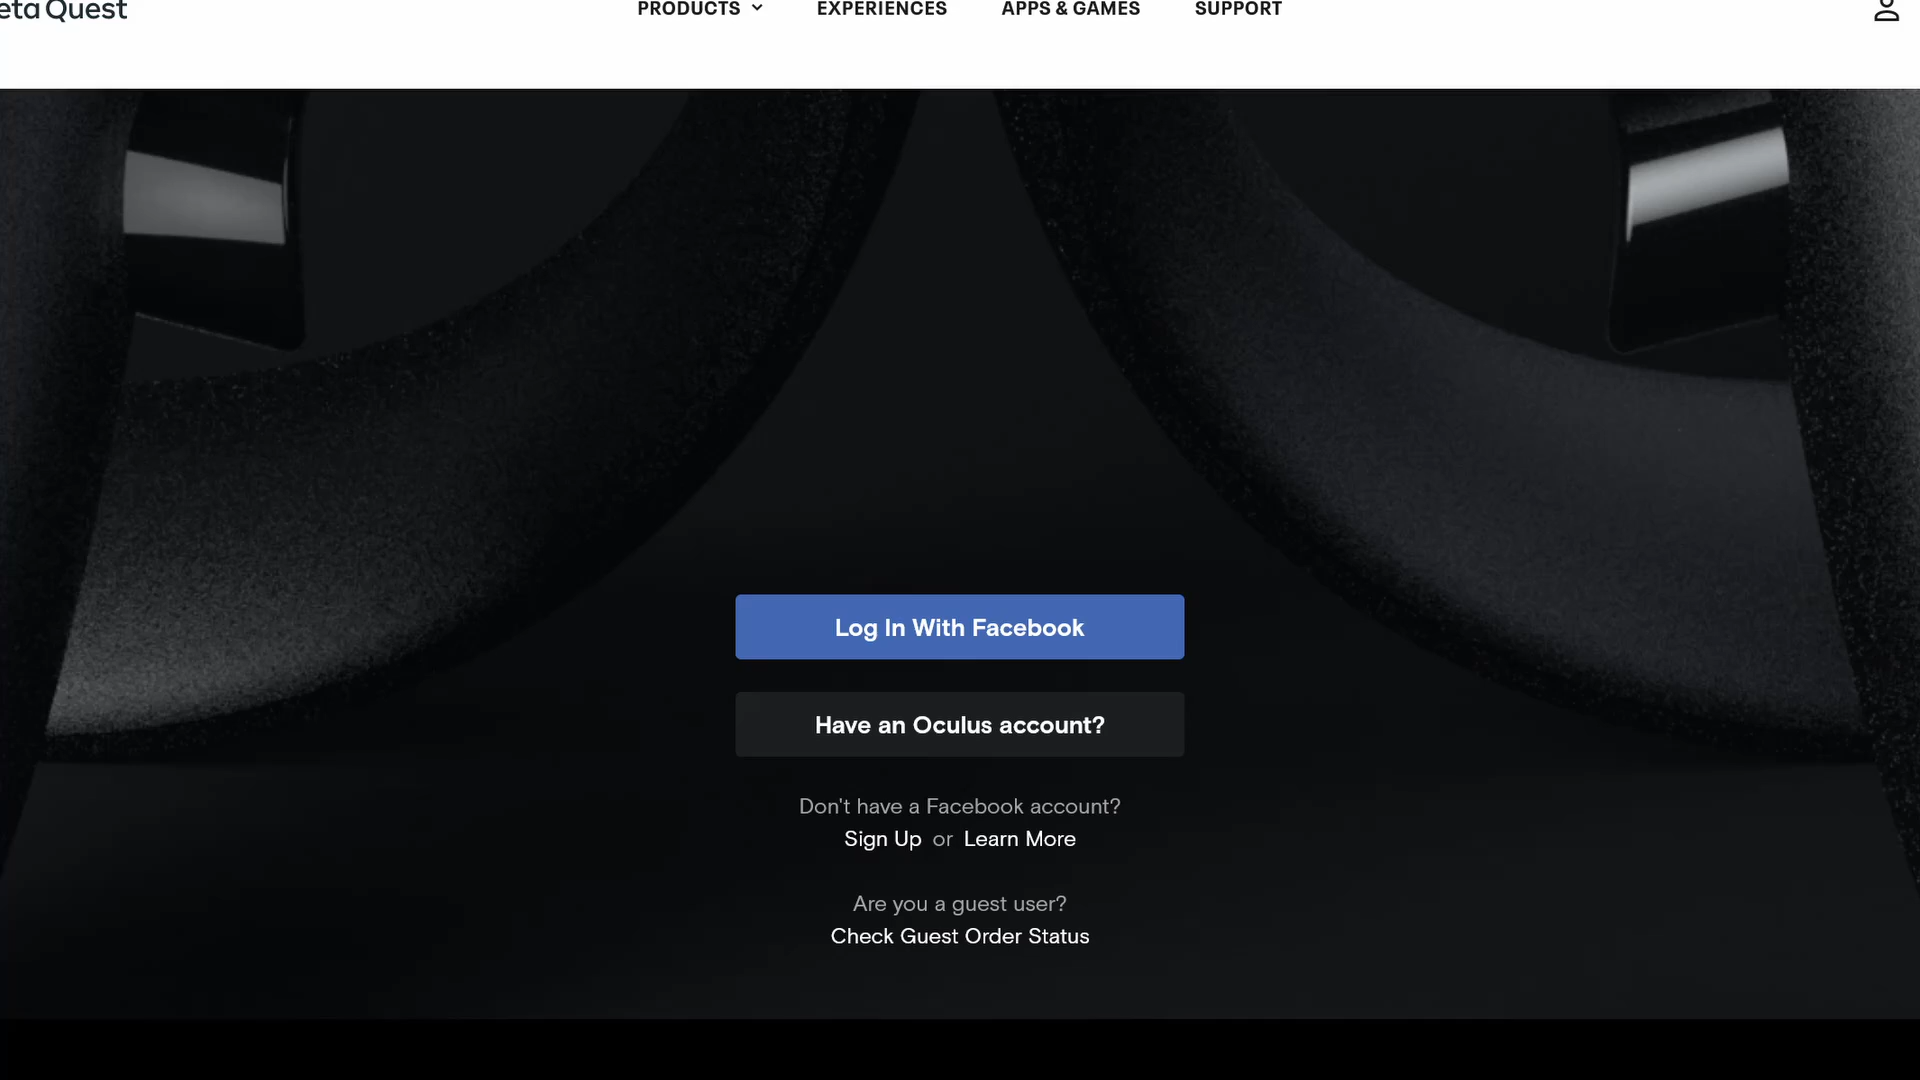 eta Quest
PRODUCTS
EXPERIENCES
APPS & GAMES
SUPPORT
Log In With Facebook
Have an Oculus account?
Don't have a Facebook account?
Sign Up or Learn More
Are you a guest user?
Check Guest Order Status